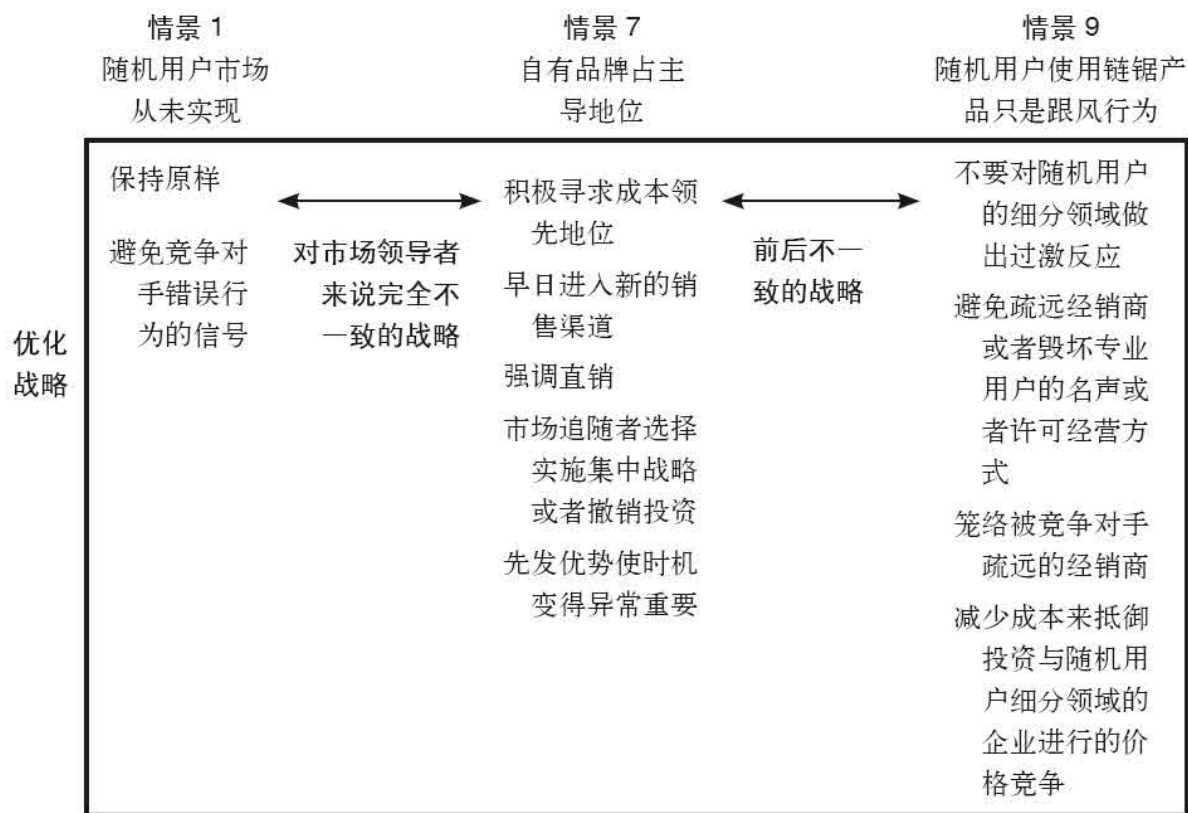 情景 1
随机用户市场
从未实现
情景 7
自有品牌占主
导地位
情景 9
随机用户使用链锯产
品只是跟风行为
优化
战略
保持原样
避免竞争对
手错误行
为的信号
对市场领导者
来说完全不
一致的战略
积极寻求成本领
先地位
早日进入新的销
售渠道
强调直销
市场追随者选择
实施集中战略
或者撤销投资
先发优势使时机
变得异常重要
前后不一
致的战略
不要对随机用户
的细分领域做
出过激反应
避免疏远经销商
或者毁坏专业
用户的名声或
者许可经营方
式
笼络被竞争对手
疏远的经销商
减少成本来抵御
投资与随机用
户细分领域的
企业进行的价
格竞争